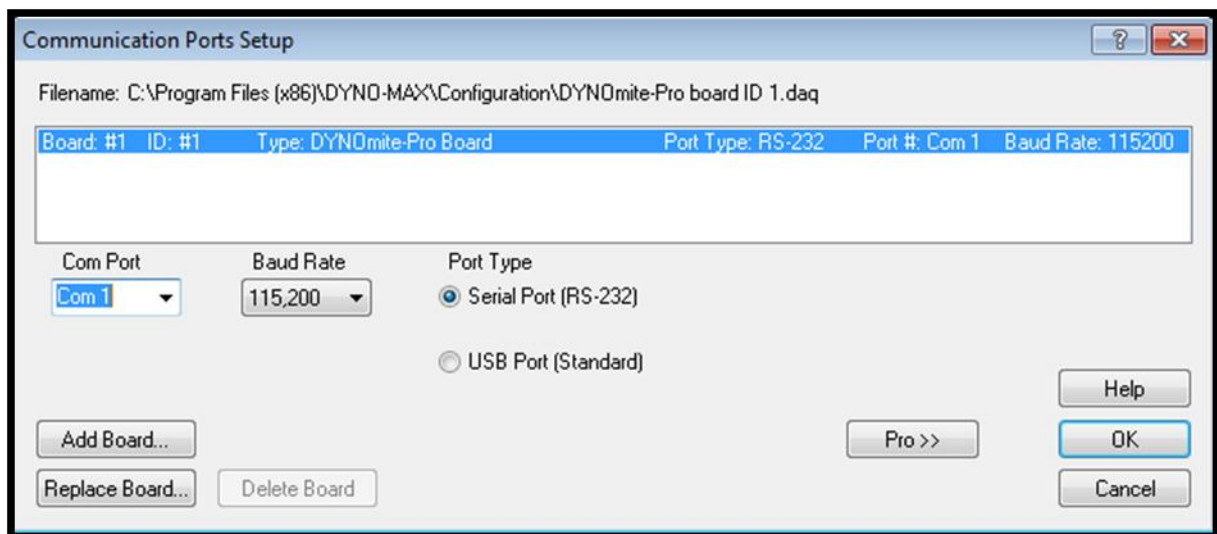 Communication Ports Setup
Filename: C:\Program Files (x86)\DYNO-MAX\Configuration\DYNOmite-Pro board ID 1.daq
Board: #1 ID: #1 Type: DYNOmite-Pro Board Port Type: RS-232 Port #: Com 1 Baud Rate: 115200
Com Port Baud Rate Port Type
Com 1 115,200 Serial Port (RS-232)
USB Port (Standard)
Help
Add Board... Pro >> OK
Replace Board... Delete Board Cancel